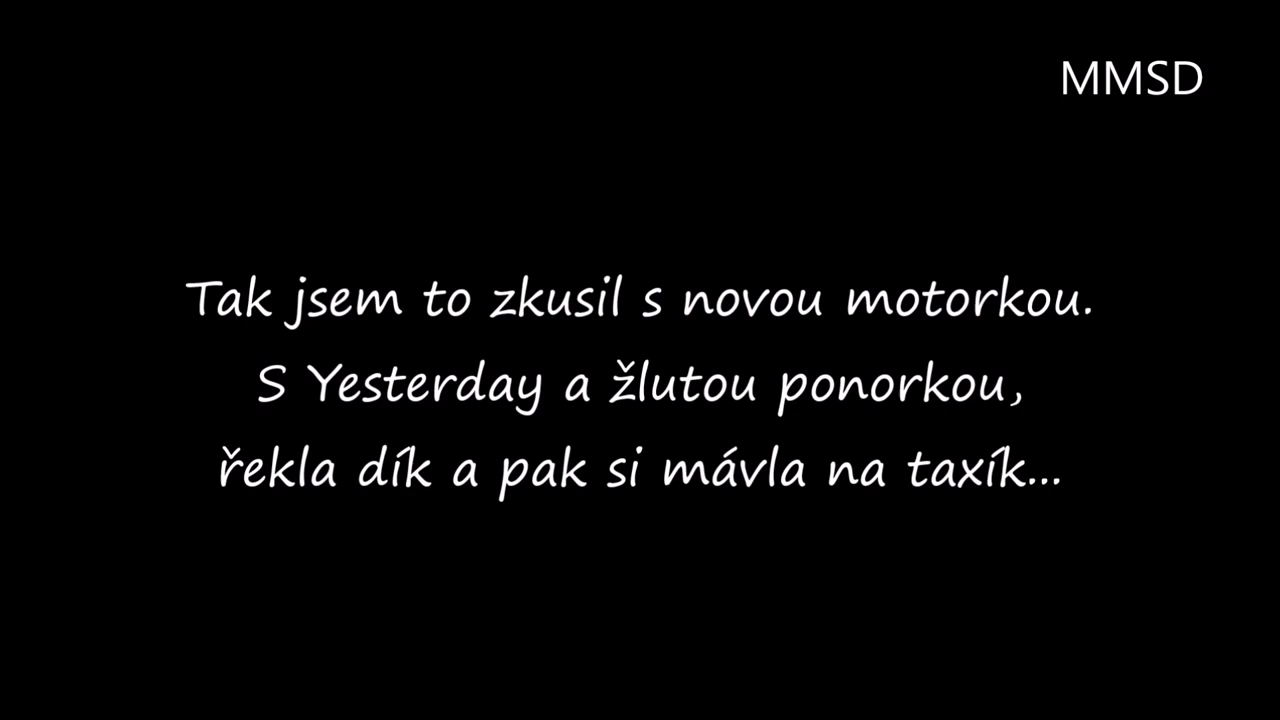 MMSD
Tak jsem to zkusil s novou motorkou.
S Yesterday a žlutou ponorkou,
řekla dík a pak si mávla na taxík...